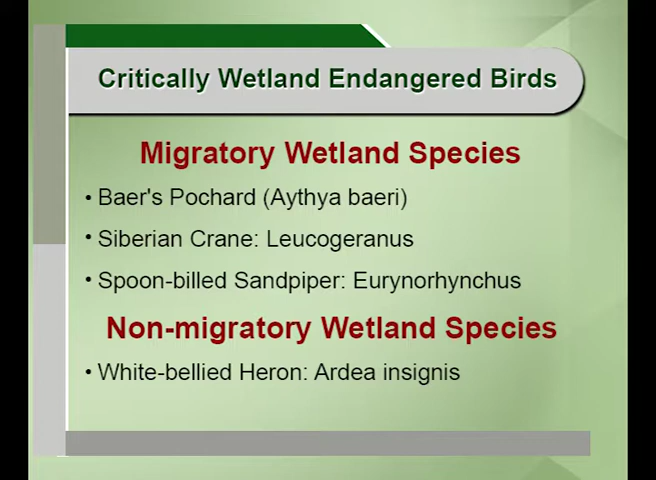 Critically Wetland Endangered Birds
Migratory Wetland Species
• Baer's Pochard (Aythya baeri)
• Siberian Crane: Leucogeranus
• Spoon-billed Sandpiper: Eurynorhynchus
Non-migratory Wetland Species
• White-bellied Heron: Ardea insignis